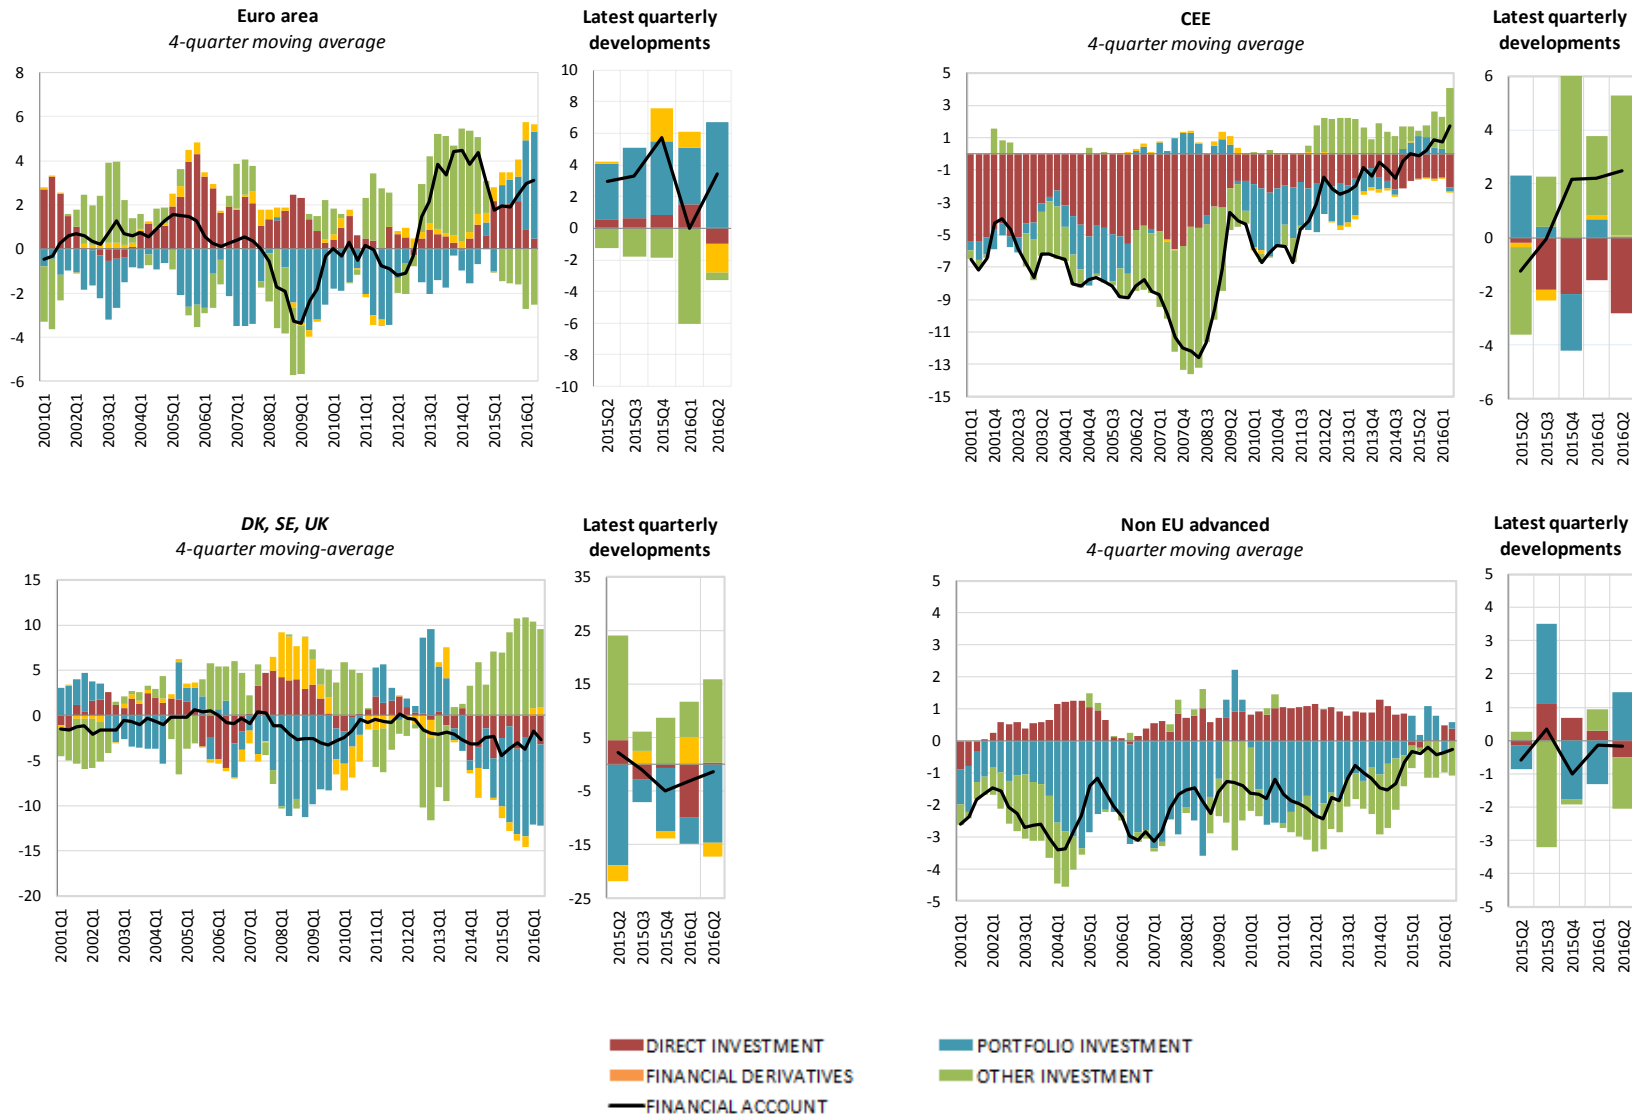 Euro area
4-quarter moving average
Latest quarterly
developments
8
6
4
2
0
-2
-4
-6
2001Q1
2002Q1
2003Q1
2004Q1
2005Q1
2006Q1
2007Q1
2008Q1
2009Q1
2010Q1
2011Q1
2012Q1
2013Q1
2014Q1
2015Q1
2016Q1
10
8
6
4
2
0
-2
-4
-6
-8
-10
2015Q2
2015Q3
2015Q4
2016Q1
2016Q2
CEE
4-quarter moving average
Latest quarterly
developments
5
3
1
-1
-3
-5
-7
-9
-11
-13
-15
2001Q1
2001Q4
2002Q3
2003Q2
2004Q1
2004Q4
2005Q3
2006Q2
2007Q1
2007Q4
2008Q3
2009Q2
2010Q1
2010Q4
2011Q3
2012Q2
2013Q1
2013Q4
2014Q3
2015Q2
2016Q1
6
4
2
0
-2
-4
-6
2015Q2
2015Q3
2015Q4
2016Q1
2016Q2
DK, SE, UK
4-quarter moving-average
Latest quarterly
developments
15
10
5
0
-5
-10
-15
-20
2001Q1
2002Q1
2003Q1
2004Q1
2005Q1
2006Q1
2007Q1
2008Q1
2009Q1
2010Q1
2011Q1
2012Q1
2013Q1
2014Q1
2015Q1
2016Q1
35
25
15
5
-5
-15
-25
2015Q2
2015Q3
2015Q4
2016Q1
2016Q2
Non EU advanced
4-quarter moving average
Latest quarterly
developments
5
4
3
2
1
0
-1
-2
-3
-4
-5
2001Q1
2002Q1
2003Q1
2004Q1
2005Q1
2006Q1
2007Q1
2008Q1
2009Q1
2010Q1
2011Q1
2012Q1
2013Q1
2014Q1
2015Q1
2016Q1
5
4
3
2
1
0
-1
-2
-3
-4
-5
2015Q2
2015Q3
2015Q4
2016Q1
2016Q2
DIRECT INVESTMENT
PORTFOLIO INVESTMENT
FINANCIAL DERIVATIVES
OTHER INVESTMENT
FINANCIAL ACCOUNT